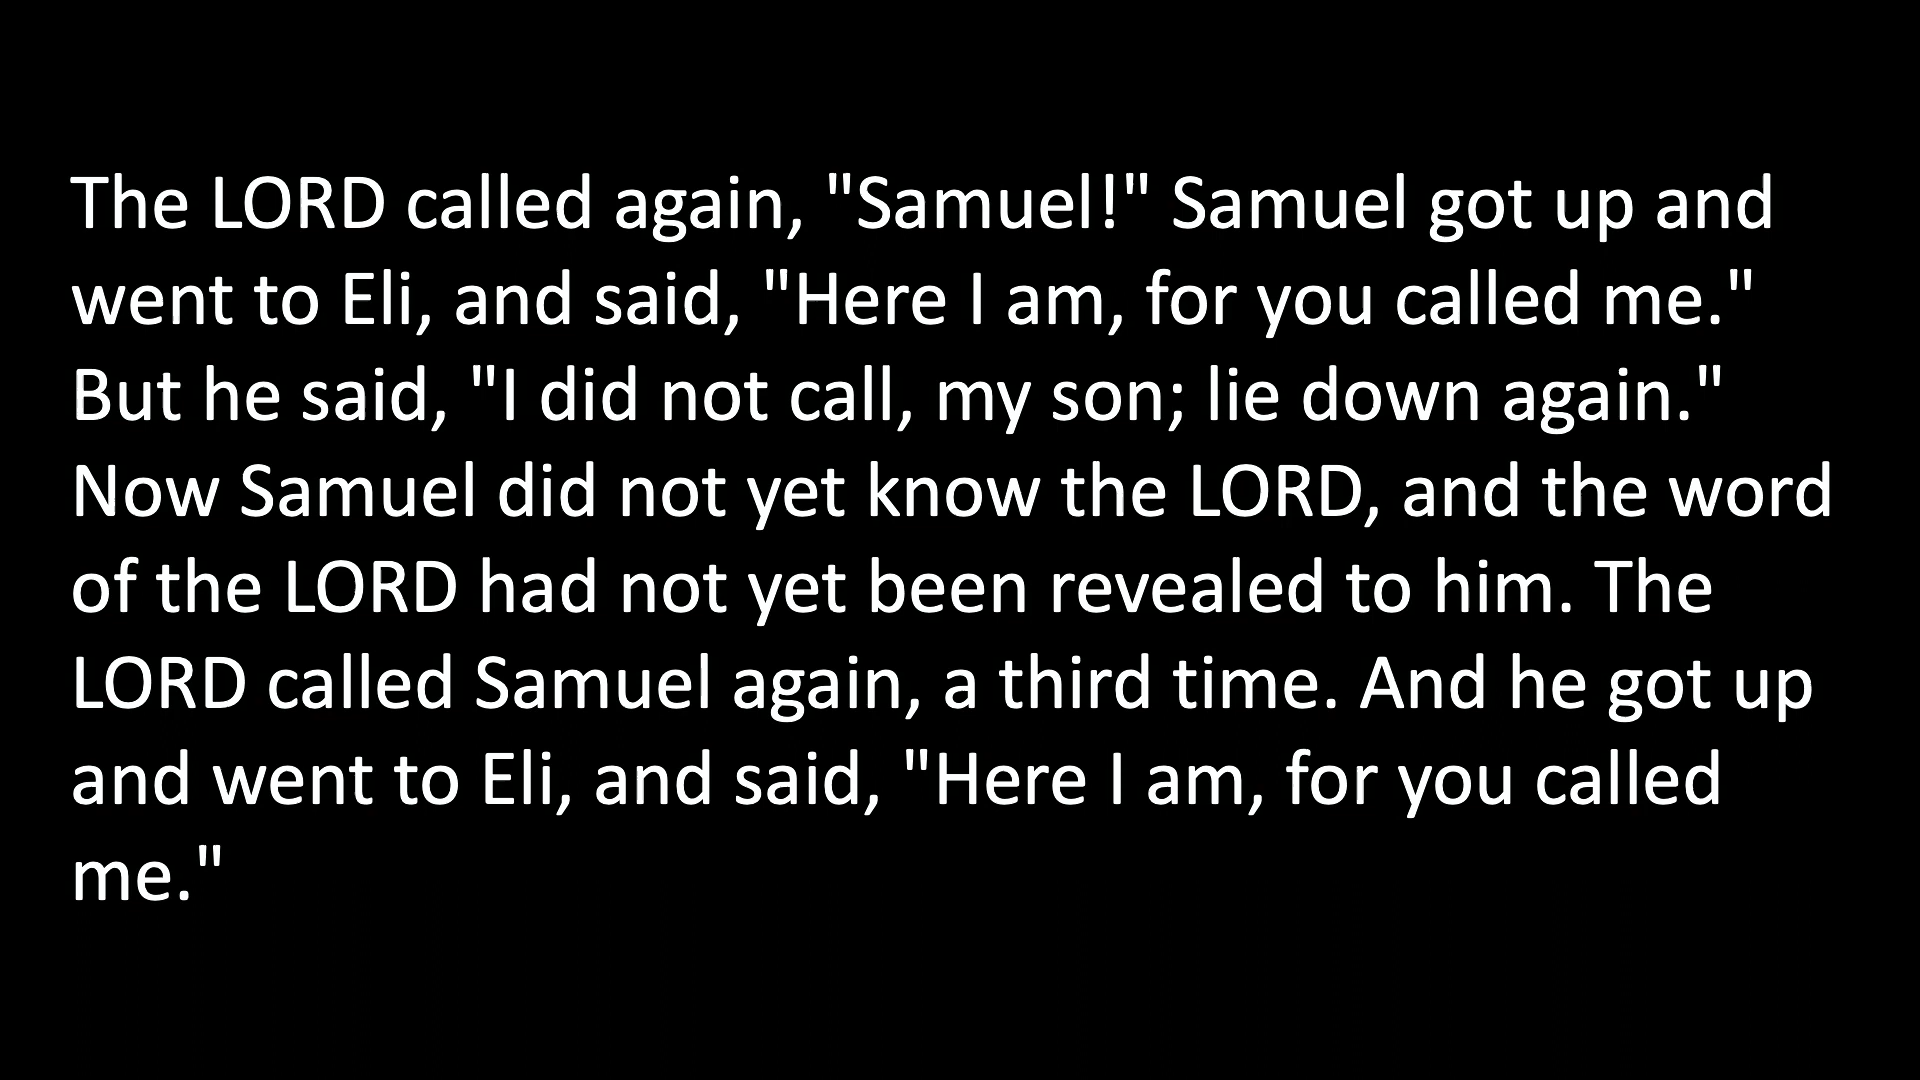 The LORD called again, "Samuel!" Samuel got up and
went to Eli, and said, "Here I am, for you called me."
But he said, "I did not call, my son; lie down again."
Now Samuel did not yet know the LORD, and the word
of the LORD had not yet been revealed to him. The
LORD called Samuel again, a third time. And he got up
and went to Eli, and said, "Here I am, for you called
me."